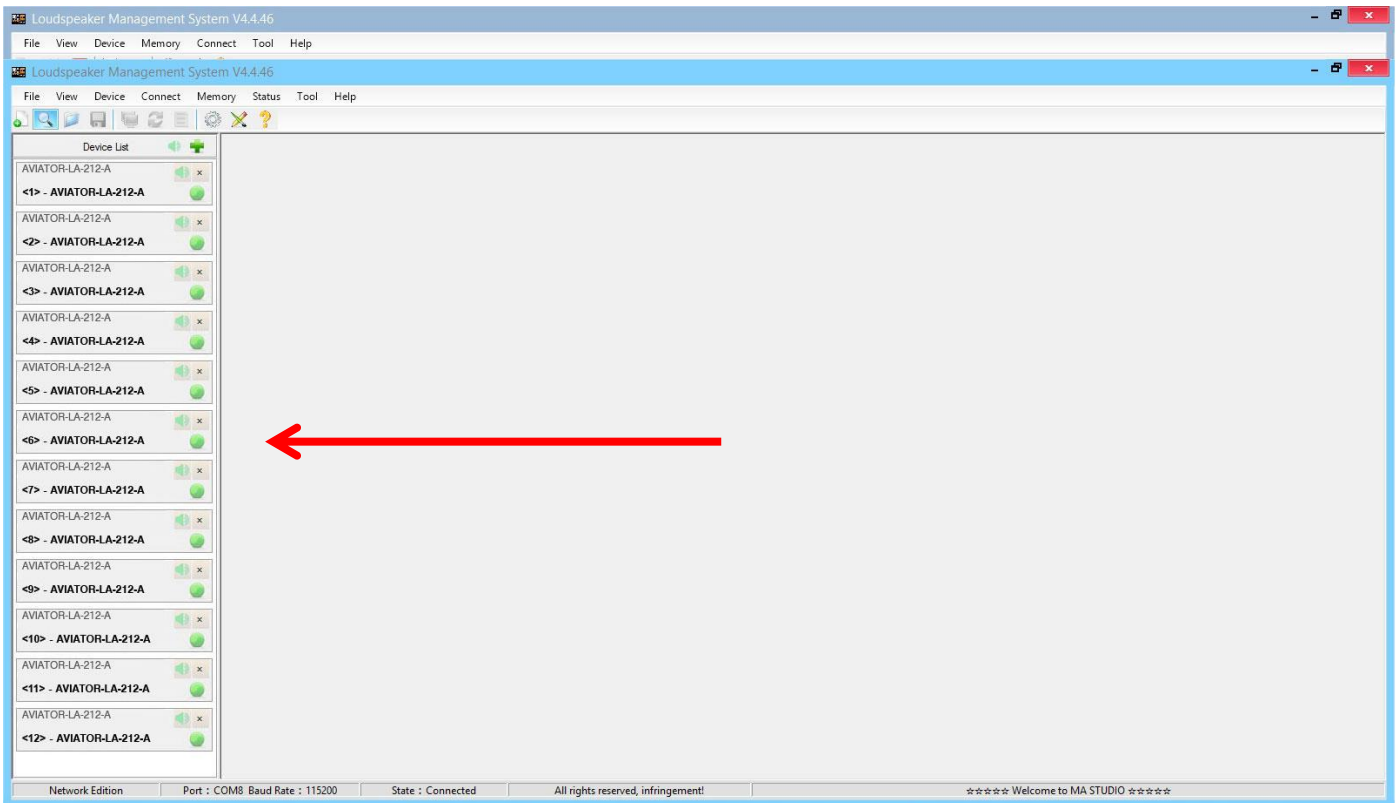 Loudspeaker Management System V4.4.46
File View Device Memory Connect Tool Help
Loudspeaker Management System V4.4.46
File View Device Connect Memory Status Tool Help
Device List
AVIATOR-LA-212-A
<1> - AVIATOR-LA-212-A
AVIATOR-LA-212-A
<2> - AVIATOR-LA-212-A
AVIATOR-LA-212-A
<3> - AVIATOR-LA-212-A
AVIATOR-LA-212-A
<4> - AVIATOR-LA-212-A
AVIATOR-LA-212-A
<5> - AVIATOR-LA-212-A
AVIATOR-LA-212-A
<6> - AVIATOR-LA-212-A
AVIATOR-LA-212-A
<7> - AVIATOR-LA-212-A
AVIATOR-LA-212-A
<8> - AVIATOR-LA-212-A
AVIATOR-LA-212-A
<9> - AVIATOR-LA-212-A
AVIATOR-LA-212-A
<10> - AVIATOR-LA-212-A
AVIATOR-LA-212-A
<11> - AVIATOR-LA-212-A
AVIATOR-LA-212-A
<12> - AVIATOR-LA-212-A
Network Edition Port : COM8 Baud Rate : 115200 State : Connected All rights reserved, infringement! ☆☆☆☆☆ Welcome to MA STUDIO ☆☆☆☆☆